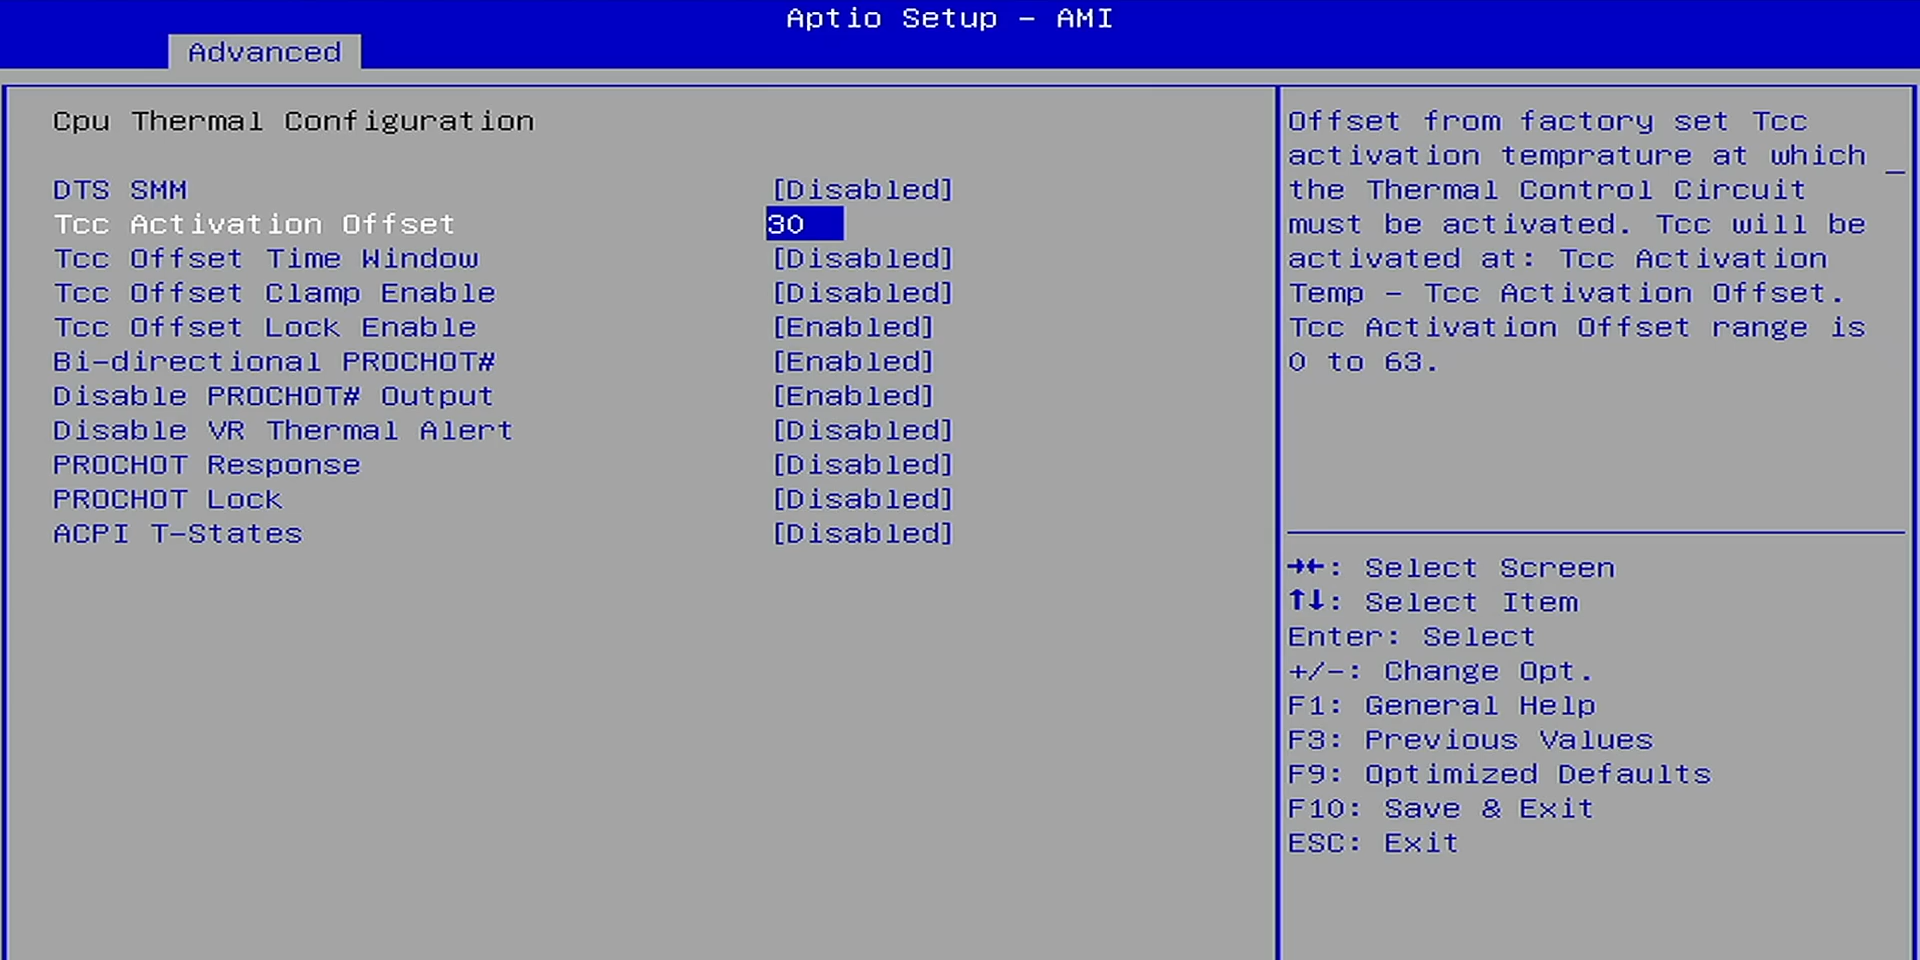 Aptio Setup – AMI
Advanced
Cpu Thermal Configuration
DTS SMM [Disabled]
Tcc Activation Offset 30
Tcc Offset Time Window [Disabled]
Tcc Offset Clamp Enable [Disabled]
Tcc Offset Lock Enable [Enabled]
Bi-directional PROCHOT# [Enabled]
Disable PROCHOT# Output [Enabled]
Disable VR Thermal Alert [Disabled]
PROCHOT Response [Disabled]
PROCHOT Lock [Disabled]
ACPI T-States [Disabled]
Offset from factory set Tcc
activation temprature at which
the Thermal Control Circuit
must be activated. Tcc will be
activated at: Tcc Activation
Temp - Tcc Activation Offset.
Tcc Activation Offset range is
0 to 63.
→←: Select Screen
↑↓: Select Item
Enter: Select
+/-: Change Opt.
F1: General Help
F3: Previous Values
F9: Optimized Defaults
F10: Save & Exit
ESC: Exit